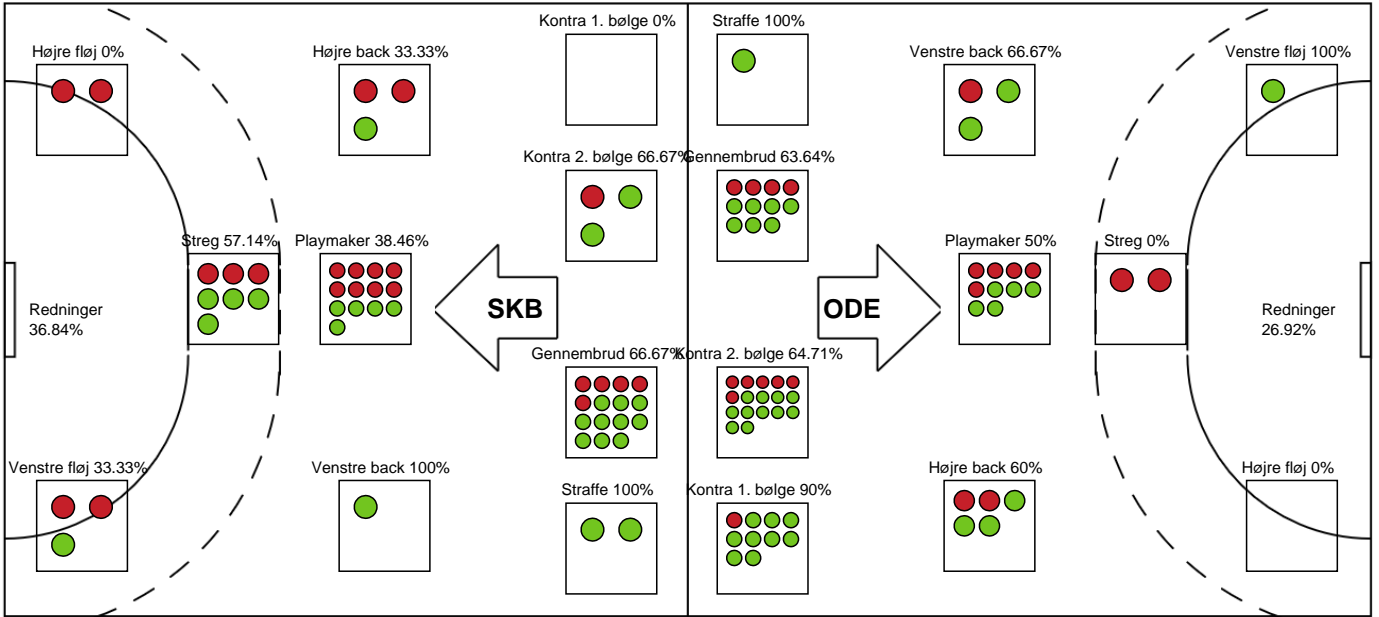 Kontra 1. bølge 0%
Straffe 100%
Højre fløj 0%
Højre back 33.33%
Venstre back 66.67%
Venstre fløj 100%
Kontra 2. bølge 66.67%
Gennembrud 63.64%
Streg 57.14%
Playmaker 38.46%
Playmaker 50%
Streg 0%
Redninger
36.84%
SKB
ODE
Redninger
26.92%
Gennembrud 66.67%
Kontra 2. bølge 64.71%
Venstre fløj 33.33%
Venstre back 100%
Straffe 100%
Kontra 1. bølge 90%
Højre back 60%
Højre fløj 0%